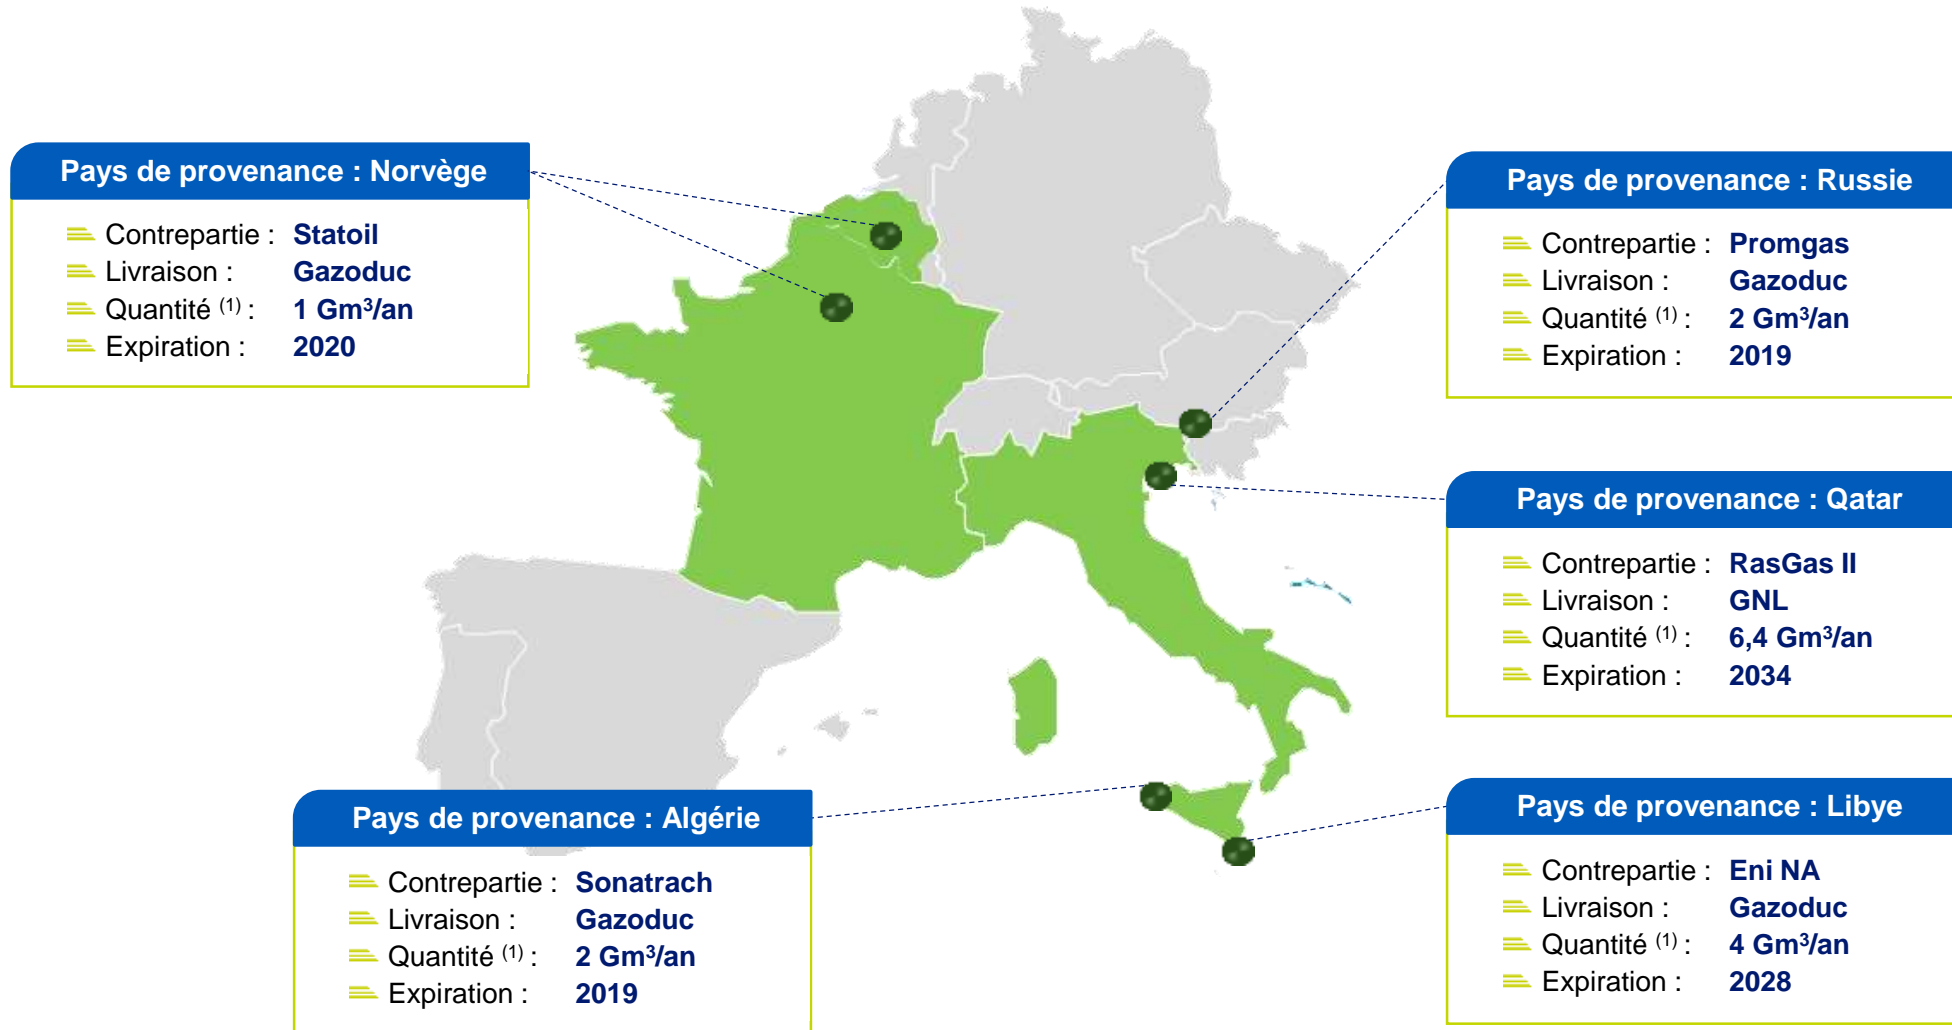 Pays de provenance : Norvège
Contrepartie : Statoil
Livraison : Gazoduc
Quantité (1) : 1 Gm³/an
Expiration : 2020
Pays de provenance : Russie
Contrepartie : Promgas
Livraison : Gazoduc
Quantité (1) : 2 Gm³/an
Expiration : 2019
Pays de provenance : Qatar
Contrepartie : RasGas II
Livraison : GNL
Quantité (1) : 6,4 Gm³/an
Expiration : 2034
Pays de provenance : Algérie
Contrepartie : Sonatrach
Livraison : Gazoduc
Quantité (1) : 2 Gm³/an
Expiration : 2019
Pays de provenance : Libye
Contrepartie : Eni NA
Livraison : Gazoduc
Quantité (1) : 4 Gm³/an
Expiration : 2028